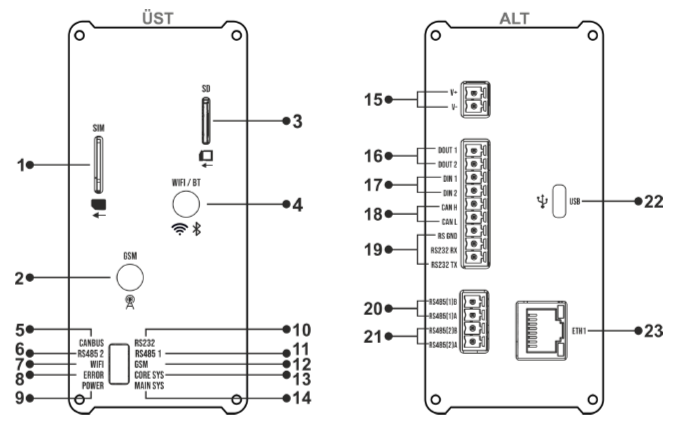 ÜST
SIM
SD
1
3
WIFI / BT
4
GSM
2
5 CANBUS RS232 10
6 RS485 2 RS485 1 11
7 WIFI GSM 12
8 ERROR CORE SYS 13
9 POWER MAIN SYS 14
ALT
15 V+
V-
16 DOUT 1
DOUT 2
17 DIN 1
DIN 2
18 CAN H
CAN L
19 RS GND
RS232 RX
RS232 TX
USB 22
20 RS485(1)B
RS485(1)A
21 RS485(2)B
RS485(2)A
ETH1 23